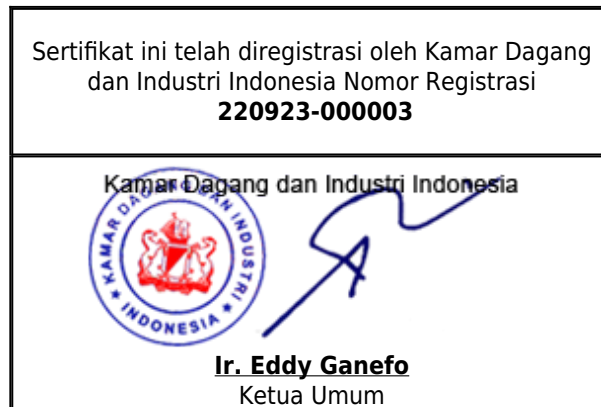 Sertifikat ini telah diregistrasi oleh Kamar Dagang
dan Industri Indonesia Nomor Registrasi
220923-000003
Kamar Dagang dan Industri Indonesia
KAMAR DAGANG DAN INDUSTRI
★ INDONESIA ★
Ir. Eddy Ganefo
Ketua Umum